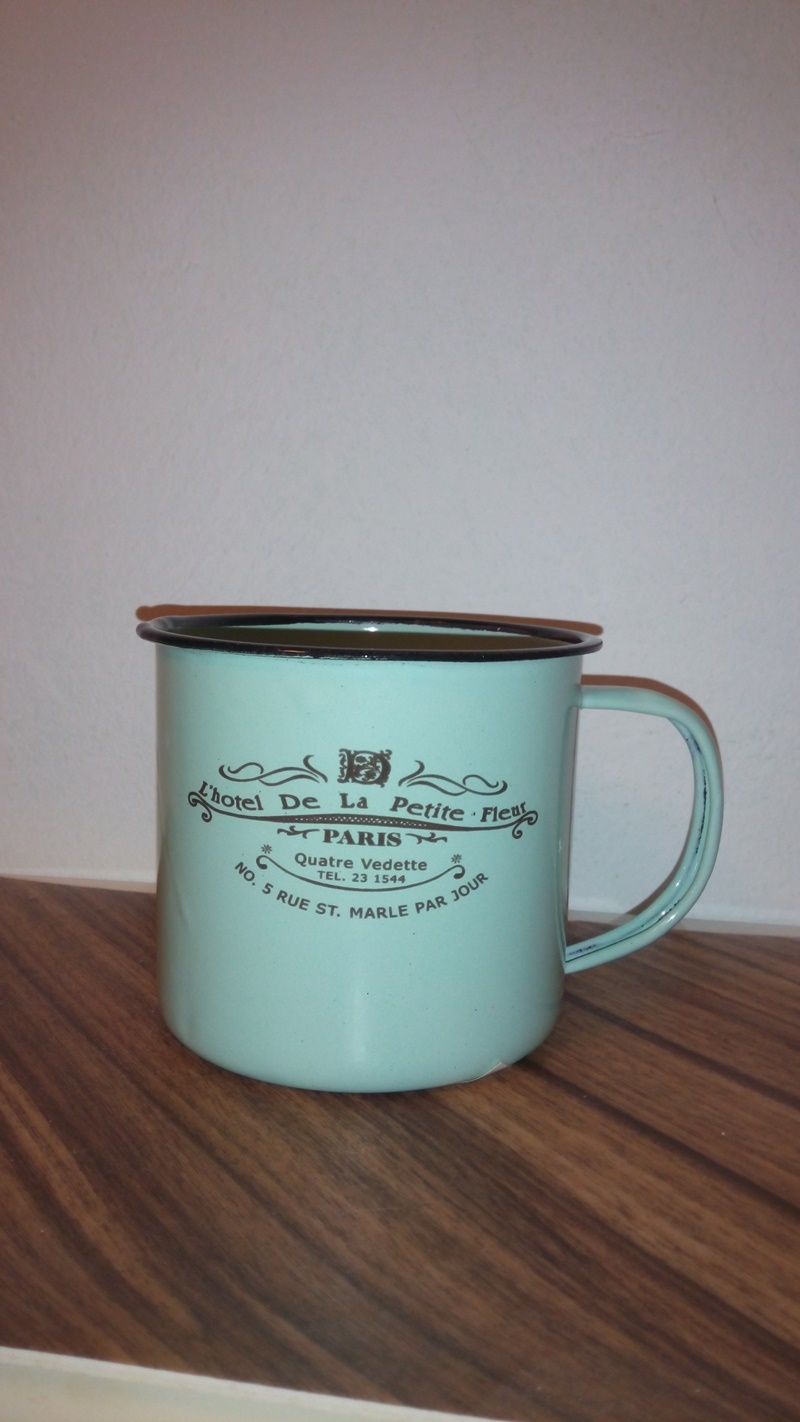 D
L'hotel De La Petite · Fleur
PARIS
Quatre Vedette
TEL. 23 1544
NO. 5 RUE ST. MARLE PAR JOUR